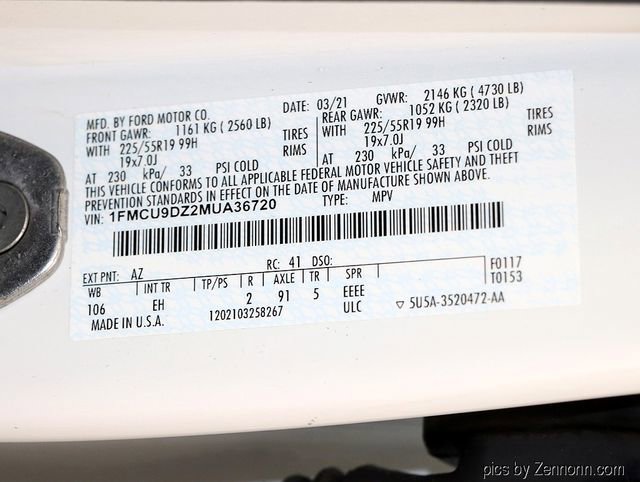 MFD. BY FORD MOTOR CO. DATE: 03/21 GVWR: 2146 KG ( 4730 LB)
FRONT GAWR: 1161 KG ( 2560 LB) REAR GAWR: 1052 KG ( 2320 LB)
WITH 225/55R19 99H TIRES WITH 225/55R19 99H TIRES
19x7.0J RIMS 19x7.0J RIMS
AT 230 kPa/ 33 PSI COLD AT 230 kPa/ 33 PSI COLD
THIS VEHICLE CONFORMS TO ALL APPLICABLE FEDERAL MOTOR VEHICLE SAFETY AND THEFT
PREVENTION STANDARDS IN EFFECT ON THE DATE OF MANUFACTURE SHOWN ABOVE.
VIN: 1FMCU9DZ2MUA36720 TYPE: MPV
EXT PNT: AZ RC: 41 DSO: F0117
WB INT TR TP/PS R AXLE TR SPR T0153
106 EH 2 91 5 EEEE
MADE IN U.S.A. 1202103258267 ULC ▽ 5U5A-3520472-AA
pics by Zennonn.com